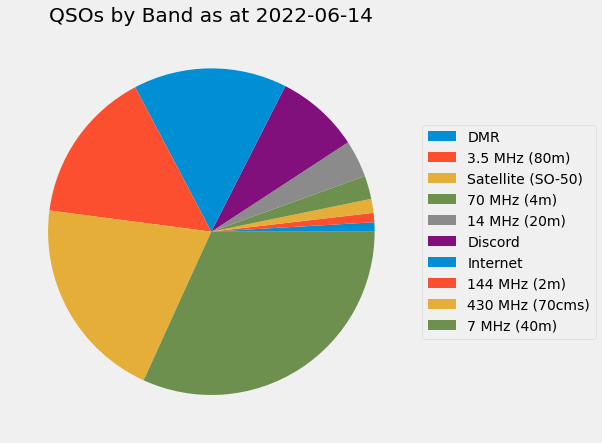 QSOs by Band as at 2022-06-14
DMR
3.5 MHz (80m)
Satellite (SO-50)
70 MHz (4m)
14 MHz (20m)
Discord
Internet
144 MHz (2m)
430 MHz (70cms)
7 MHz (40m)